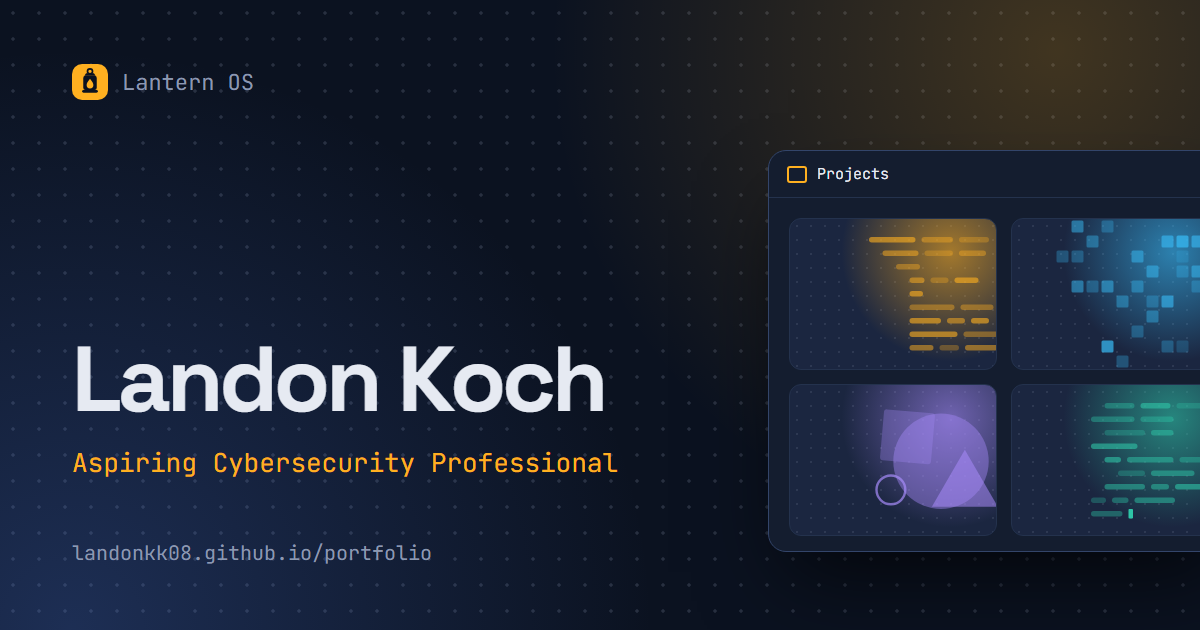 Lantern OS
Projects
Landon Koch
Aspiring Cybersecurity Professional
landonkk08.github.io/portfolio